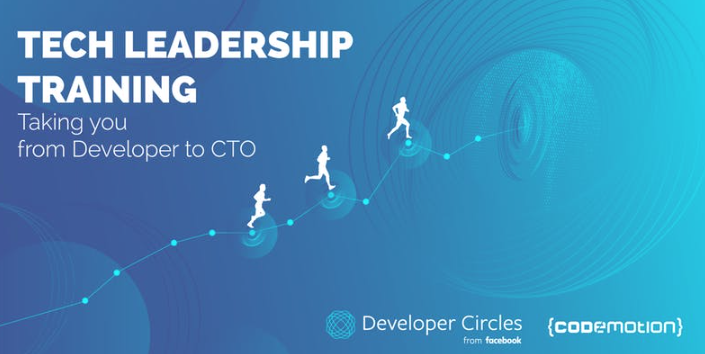 TECH LEADERSHIP
TRAINING
Taking you
from Developer to CTO
Developer Circles
from facebook
{CODEMOTION}